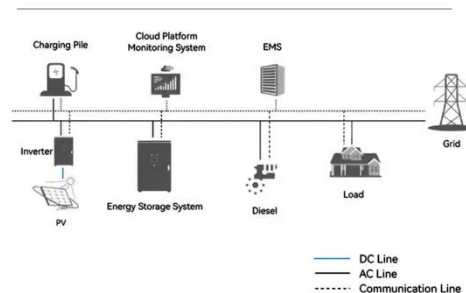 Charging Pile
Cloud Platform
Monitoring System
EMS
Inverter
PV
Energy Storage System
Diesel
Load
Grid
DC Line
AC Line
Communication Line